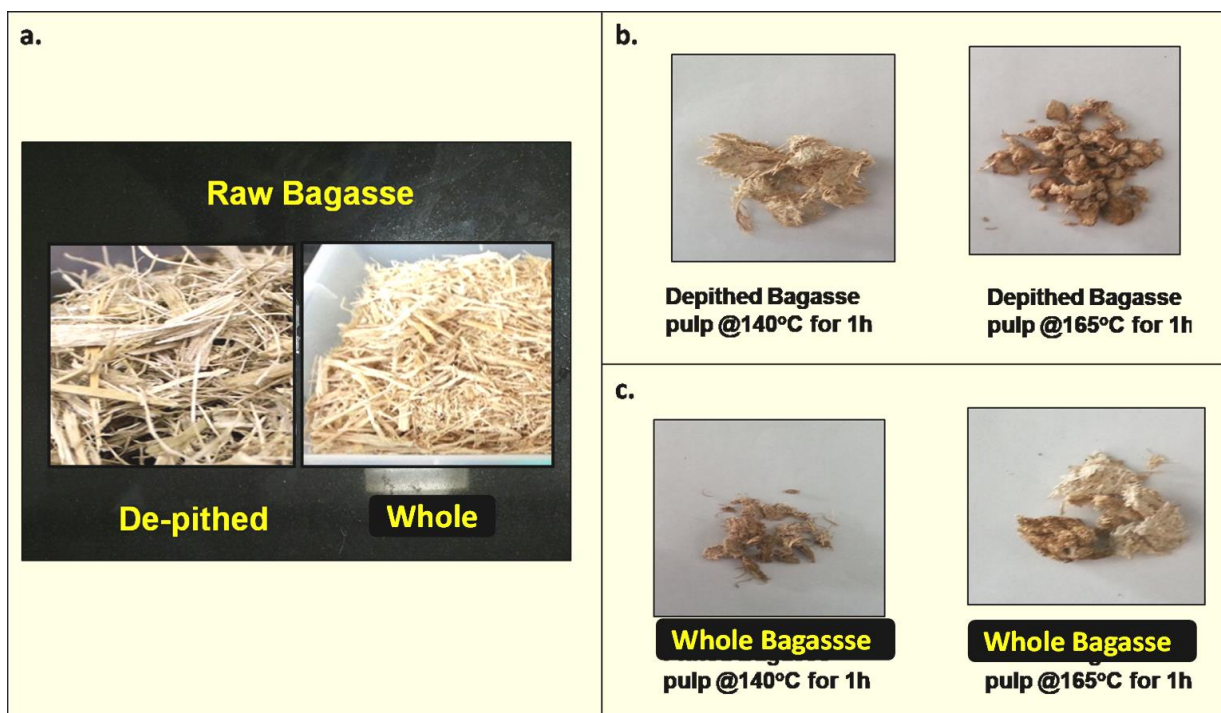 a.
Raw Bagasse
De-pithed
Whole
b.
Depithed Bagasse
pulp @140°C for 1h
Depithed Bagasse
pulp @165°C for 1h
c.
Whole Bagassse
pulp @140°C for 1h
Whole Bagasse
pulp @165°C for 1h